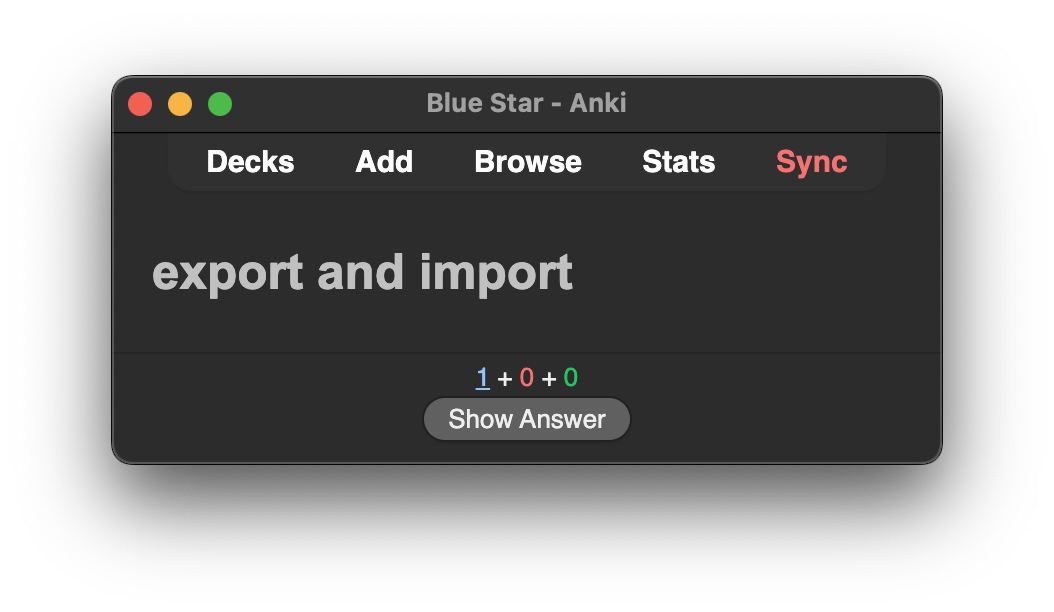 Blue Star - Anki
Decks Add Browse Stats Sync
export and import
1 + 0 + 0
Show Answer